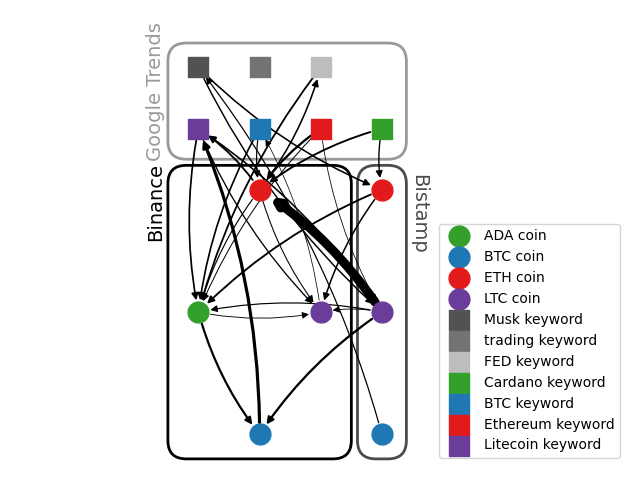 Google Trends
Binance
Bistamp
ADA coin
BTC coin
ETH coin
LTC coin
Musk keyword
trading keyword
FED keyword
Cardano keyword
BTC keyword
Ethereum keyword
Litecoin keyword